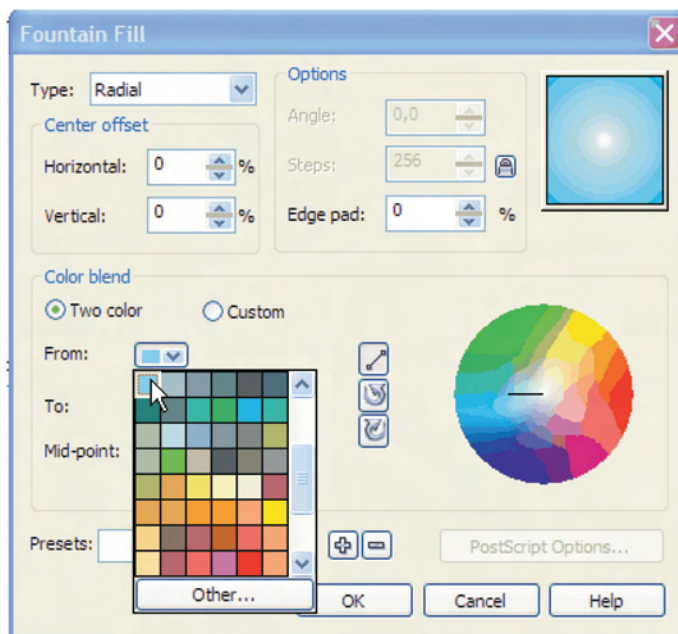 Fountain Fill
Type: Radial
Options
Angle: 0,0
Steps: 256
Edge pad: 0 %
Center offset
Horizontal: 0 %
Vertical: 0 %
Color blend
Two color
Custom
From:
To:
Mid-point:
Other...
Presets:
PostScript Options...
OK
Cancel
Help